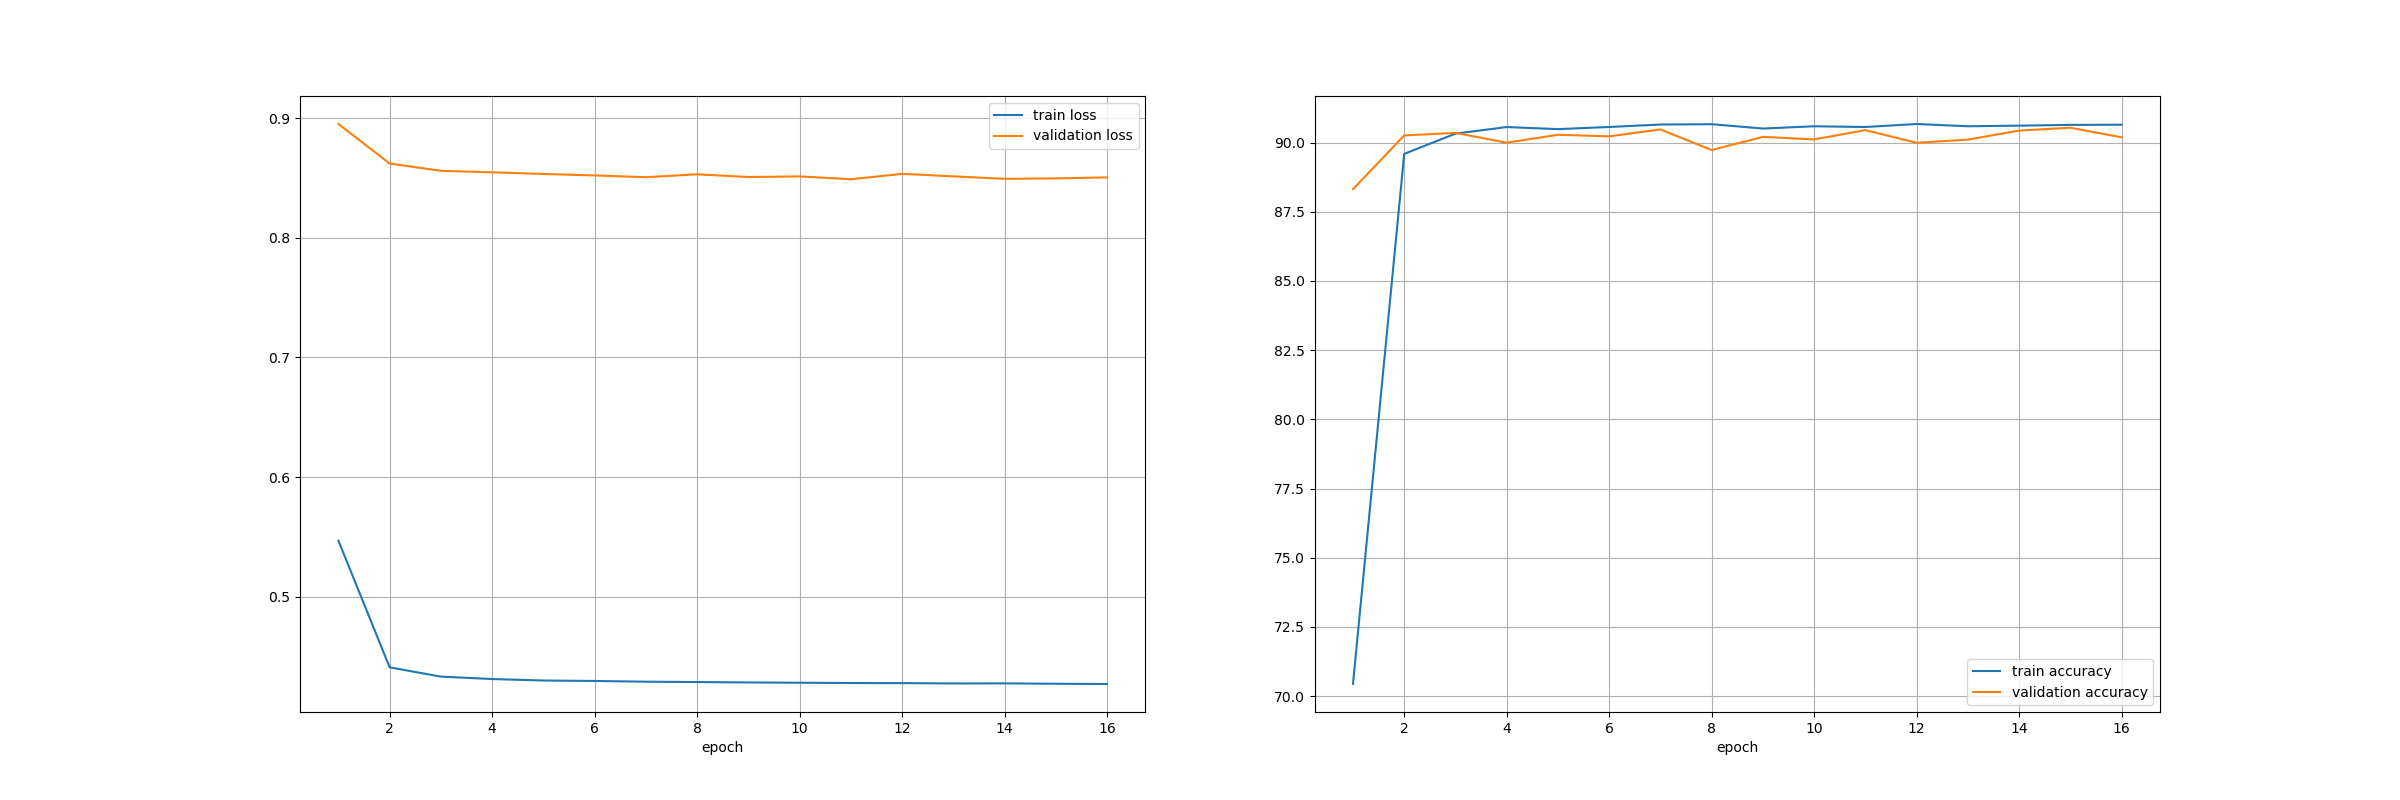 0.9
0.8
0.7
0.6
0.5
2 4 6 8 10 12 14 16
epoch
train loss
validation loss
90.0
87.5
85.0
82.5
80.0
77.5
75.0
72.5
70.0
2 4 6 8 10 12 14 16
epoch
train accuracy
validation accuracy